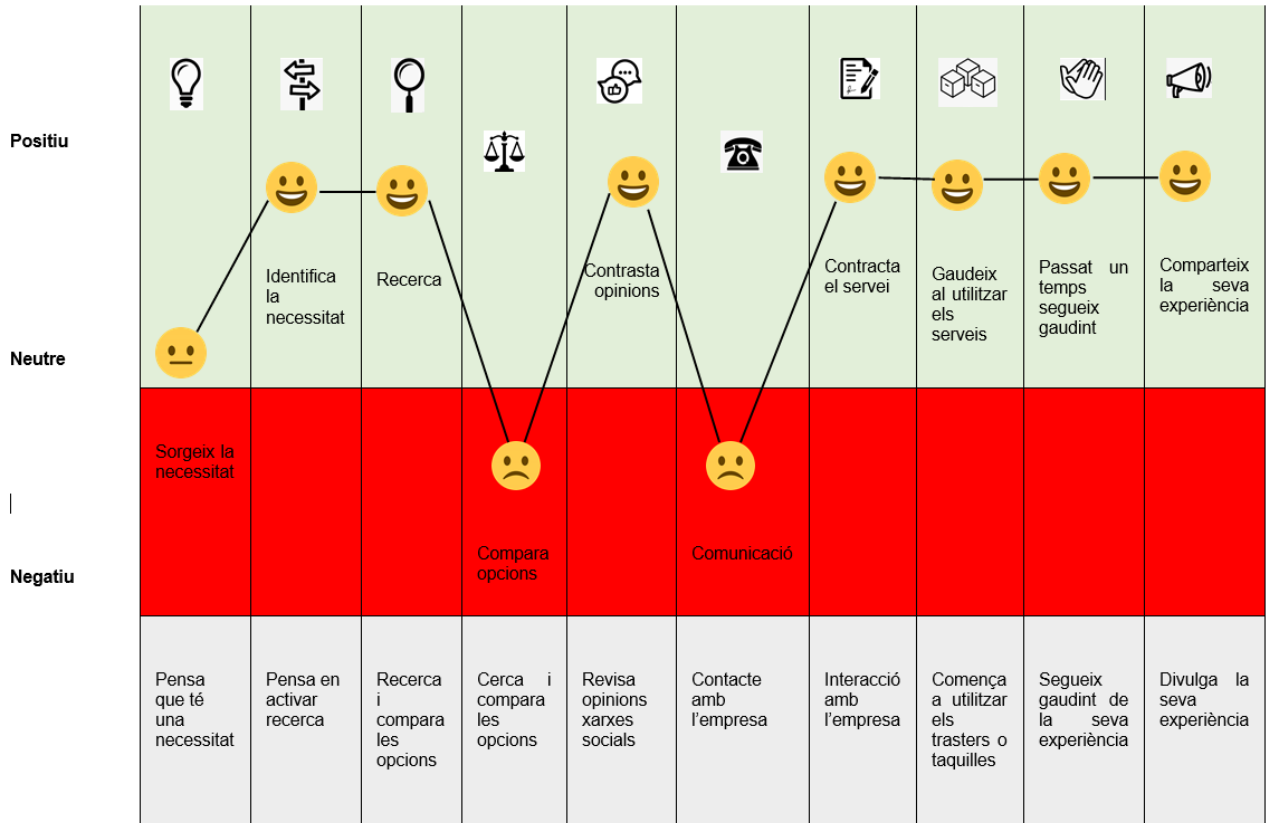 Positiu
Neutre
Negatiu
Sorgeix la
necessitat
Identifica
la
necessitat
Recerca
Compara
opcions
Contrasta
opinions
Comunicació
Contracta
el servei
Gaudeix
al utilitzar
els
serveis
Passat un
temps
segueix
gaudint
Comparteix
la seva
experiència
Pensa
que té
una
necessitat
Pensa en
activar
recerca
Recerca
i
compara
les
opcions
Cerca i
compara
les
opcions
Revisa
opinions
xarxes
socials
Contacte
amb
l'empresa
Interacció
amb
l'empresa
Comença
a utilitzar
els
trasters o
taquilles
Segueix
gaudint de
la seva
experiència
Divulga la
seva
experiència